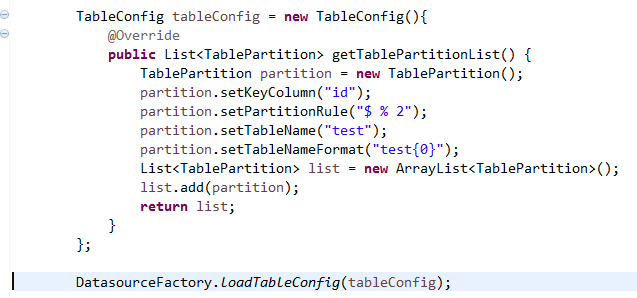 TableConfig tableConfig = new TableConfig(){
@Override
public List<TablePartition> getTablePartitionList() {
TablePartition partition = new TablePartition();
partition.setKeyColumn("id");
partition.setPartitionRule("$ % 2");
partition.setTableName("test");
partition.setTableNameFormat("test{0}");
List<TablePartition> list = new ArrayList<TablePartition>();
list.add(partition);
return list;
}
};
DatasourceFactory.loadTableConfig(tableConfig);